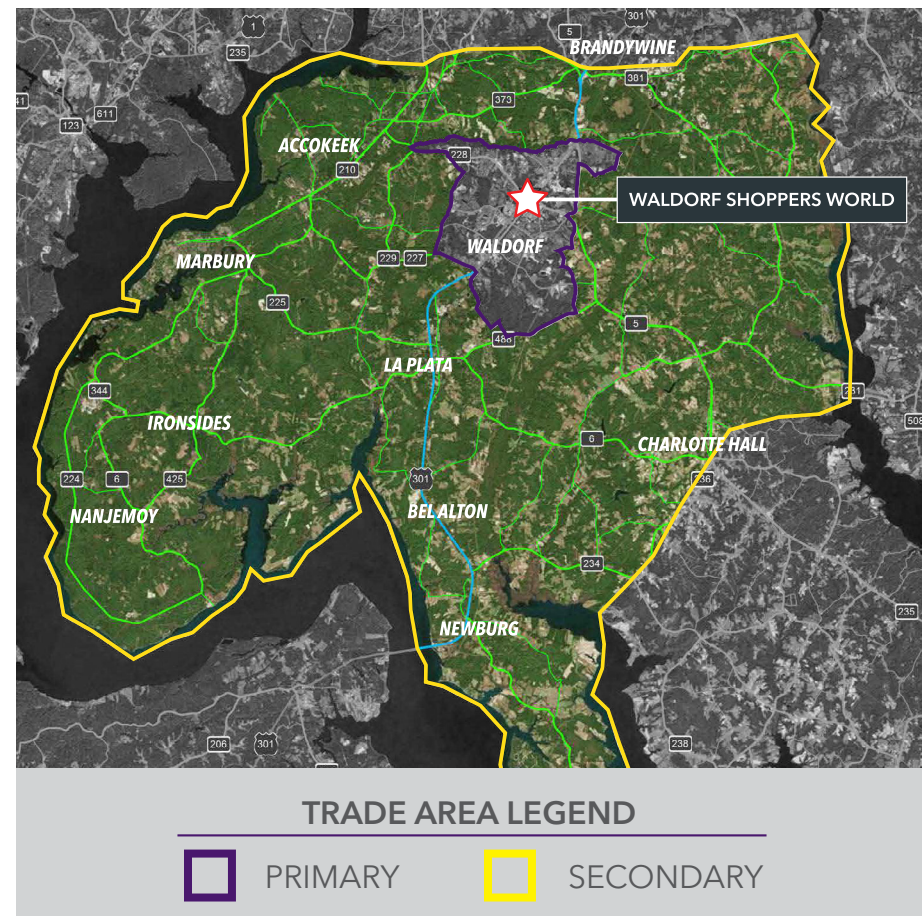 301
1
5
BRANDYWINE
235
381
373
611
123
ACCOKEEK
228
210
WALDORF SHOPPERS WORLD
WALDORF
MARBURY
229
227
225
5
LA PLATA
344
231
IRONSIDES
508
6
CHARLOTTE HALL
224
6
425
301
236
NANJEMOY
BEL ALTON
234
235
NEWBURG
206
301
238
TRADE AREA LEGEND
PRIMARY
SECONDARY